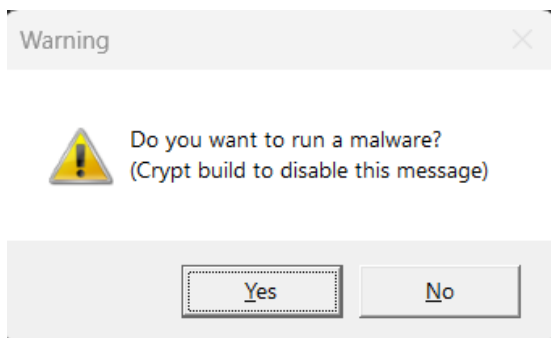 Warning
Do you want to run a malware?
(Crypt build to disable this message)
Yes
No